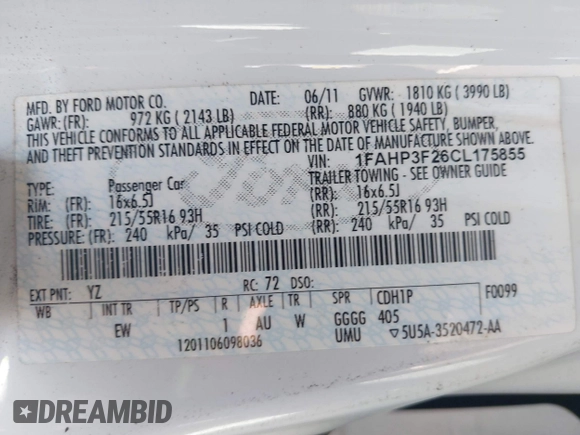 MFD. BY FORD MOTOR CO. DATE: 06/11 GVWR: 1810 KG ( 3990 LB)
GAWR: (FR): 972 KG ( 2143 LB) (RR): 880 KG ( 1940 LB)
THIS VEHICLE CONFORMS TO ALL APPLICABLE FEDERAL MOTOR VEHICLE SAFETY, BUMPER,
AND THEFT PREVENTION STANDARDS IN EFFECT ON THE DATE OF MANUFACTURE SHOWN ABOVE.
VIN: 1FAHP3F26CL175855
TYPE: Passenger Car TRAILER TOWING - SEE OWNER GUIDE
RIM: (FR): 16x6.5J (RR): 16x6.5J
TIRE: (FR): 215/55R16 93H (RR): 215/55R16 93H
PRESSURE: (FR): 240 kPa/ 35 PSI COLD (RR): 240 kPa/ 35 PSI COLD
EXT PNT: YZ RC: 72 DSO: F0099
WB INT TR TP/PS R AXLE TR SPR CDH1P
EW 1 AU W GGGG 405
1201106098036 UMU 5U5A-3520472-AA
Ford
DREAMBID